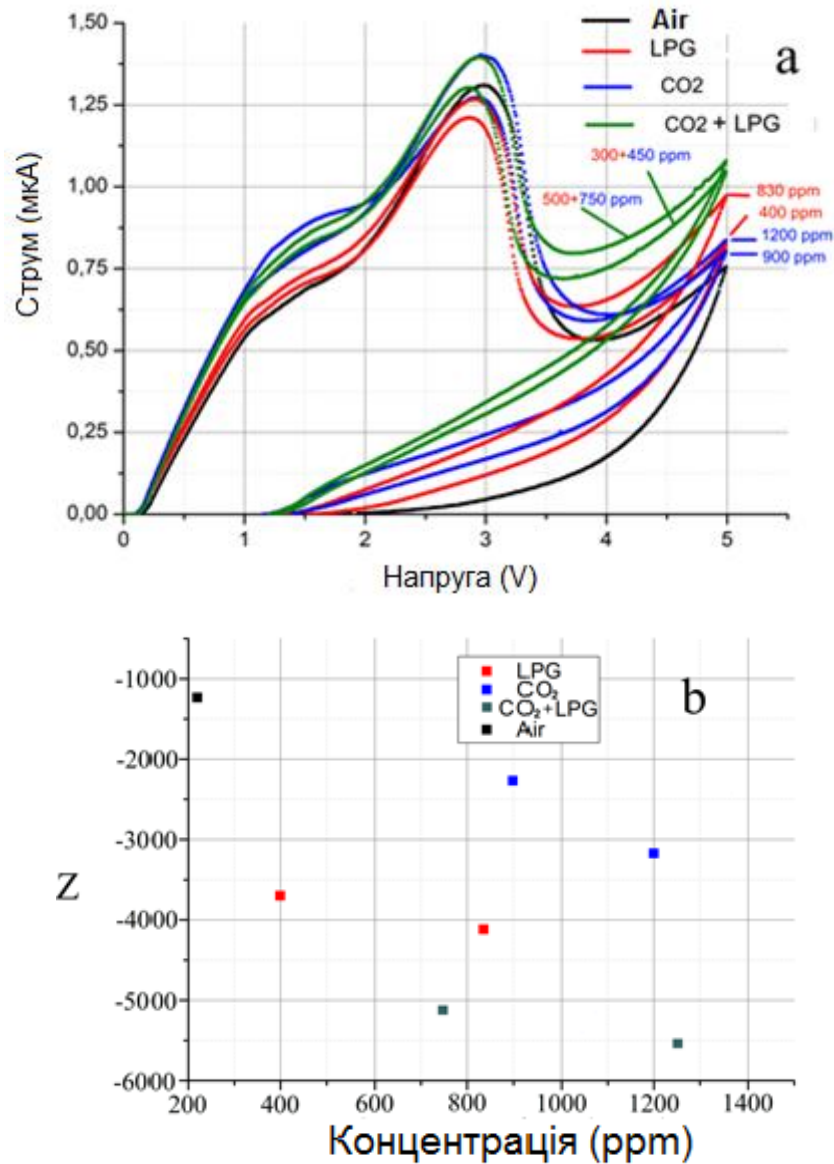 1,50
1,25
1,00
0,75
0,50
0,25
0,00
Струм (мкА)
Air
LPG
CO2
CO2 + LPG
a
300+450 ppm
500+750 ppm
830 ppm
400 ppm
1200 ppm
900 ppm
0 1 2 3 4 5
Напруга (V)
-1000
-2000
-3000
-4000
-5000
-6000
Z
LPG
CO₂
CO₂+LPG
Air
b
200 400 600 800 1000 1200 1400
Концентрація (ppm)